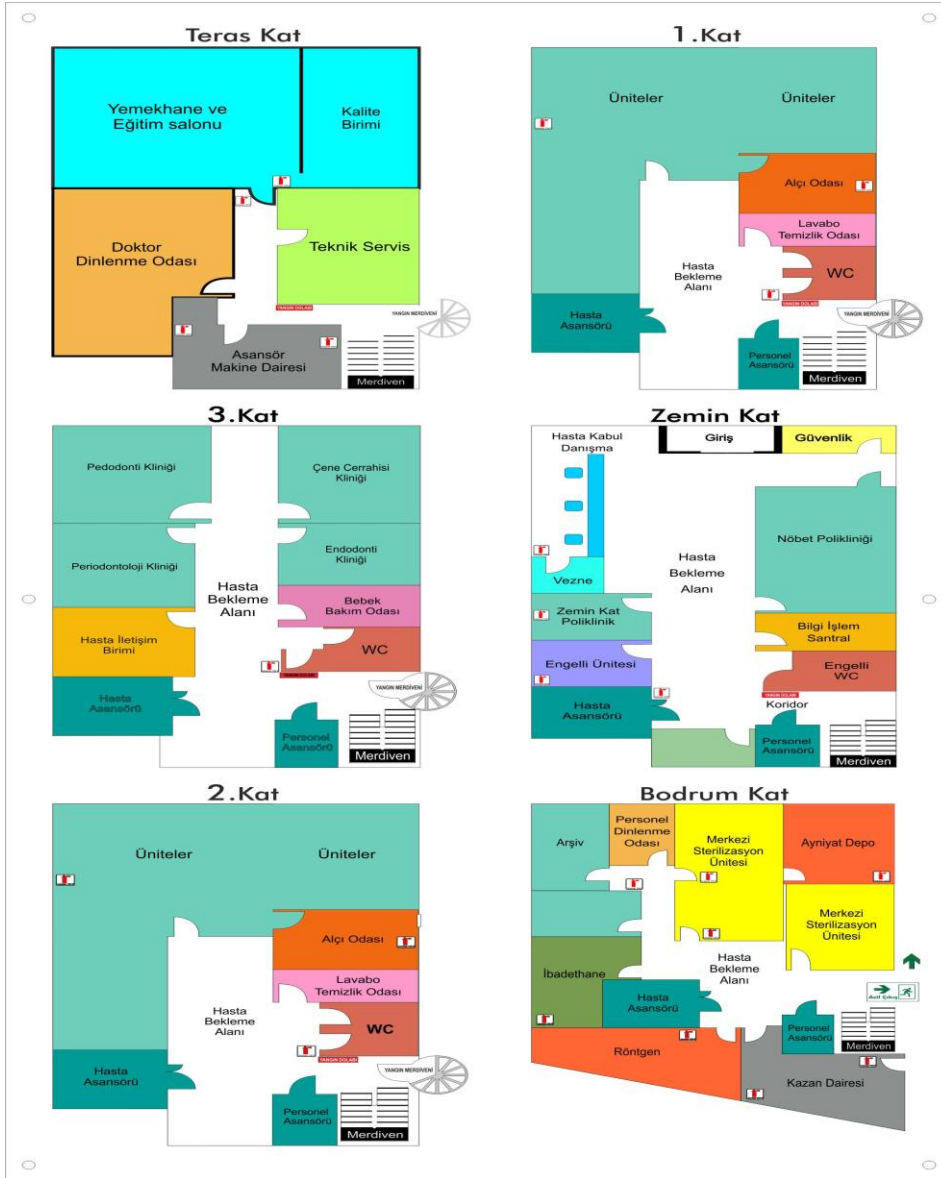 Teras Kat
Yemekhane ve
Eğitim salonu
Kalite
Birimi
Doktor
Dinlenme Odası
Teknik Servis
YANGIN DOLABI
YANGIN MERDİVENİ
Asansör
Makine Dairesi
Merdiven
1.Kat
Üniteler
Üniteler
Alçı Odası
Lavabo
Temizlik Odası
WC
Hasta
Bekleme
Alanı
YANGIN DOLABI
Hasta
Asansörü
YANGIN MERDİVENİ
Personel
Asansörü
Merdiven
3.Kat
Pedodonti Kliniği
Çene Cerrahisi
Kliniği
Periodontoloji Kliniği
Endodonti
Kliniği
Hasta
Bekleme
Alanı
Bebek
Bakım Odası
Hasta İletişim
Birimi
WC
YANGIN DOLABI
Hasta
Asansörü
YANGIN MERDİVENİ
Personel
Asansörü
Merdiven
Zemin Kat
Hasta Kabul
Danışma
Giriş
Güvenlik
Nöbet Polikliniği
Hasta
Bekleme
Alanı
Vezne
Zemin Kat
Poliklinik
Bilgi İşlem
Santral
Engelli Ünitesi
Engelli
WC
YANGIN DOLABI
Koridor
Hasta
Asansörü
Personel
Asansörü
Merdiven
2.Kat
Üniteler
Üniteler
Alçı Odası
Lavabo
Temizlik Odası
Hasta
Bekleme
Alanı
WC
YANGIN DOLABI
Hasta
Asansörü
YANGIN MERDİVENİ
Personel
Asansörü
Merdiven
Bodrum Kat
Arşiv
Personel
Dinlenme
Odası
Merkezi
Sterilizasyon
Ünitesi
Ayniyat Depo
Merkezi
Sterilizasyon
Ünitesi
İbadethane
Hasta
Bekleme
Alanı
Hasta
Asansörü
Acil Çıkış
Personel
Asansörü
Merdiven
Röntgen
Kazan Dairesi